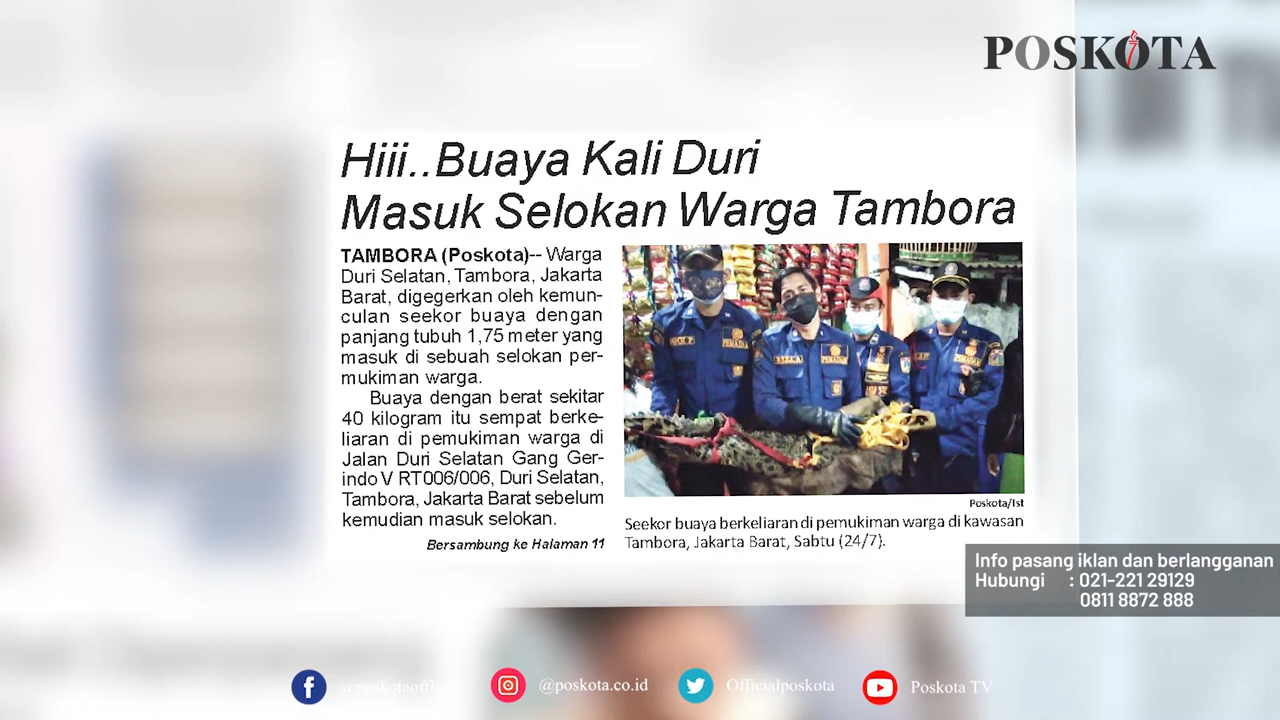 POSKOTA
Hiii..Buaya Kali Duri
Masuk Selokan Warga Tambora
TAMBORA (Poskota)-- Warga
Duri Selatan, Tambora, Jakarta
Barat, digegerkan oleh kemun-
culan seekor buaya dengan
panjang tubuh 1,75 meter yang
masuk di sebuah selokan per-
mukiman warga.
Buaya dengan berat sekitar
40 kilogram itu sempat berke-
liaran di pemukiman warga di
Jalan Duri Selatan Gang Ger-
indo V RT006/006, Duri Selatan,
Tambora, Jakarta Barat sebelum
kemudian masuk selokan.
Bersambung ke Halaman 11
PEMADAM
Poskota/Ist
Seekor buaya berkeliaran di pemukiman warga di kawasan
Tambora, Jakarta Barat, Sabtu (24/7).
Info pasang iklan dan berlangganan
Hubungi : 021-221 29129
0811 8872 888
@poskota.co.id
Officialposkota
Poskota TV